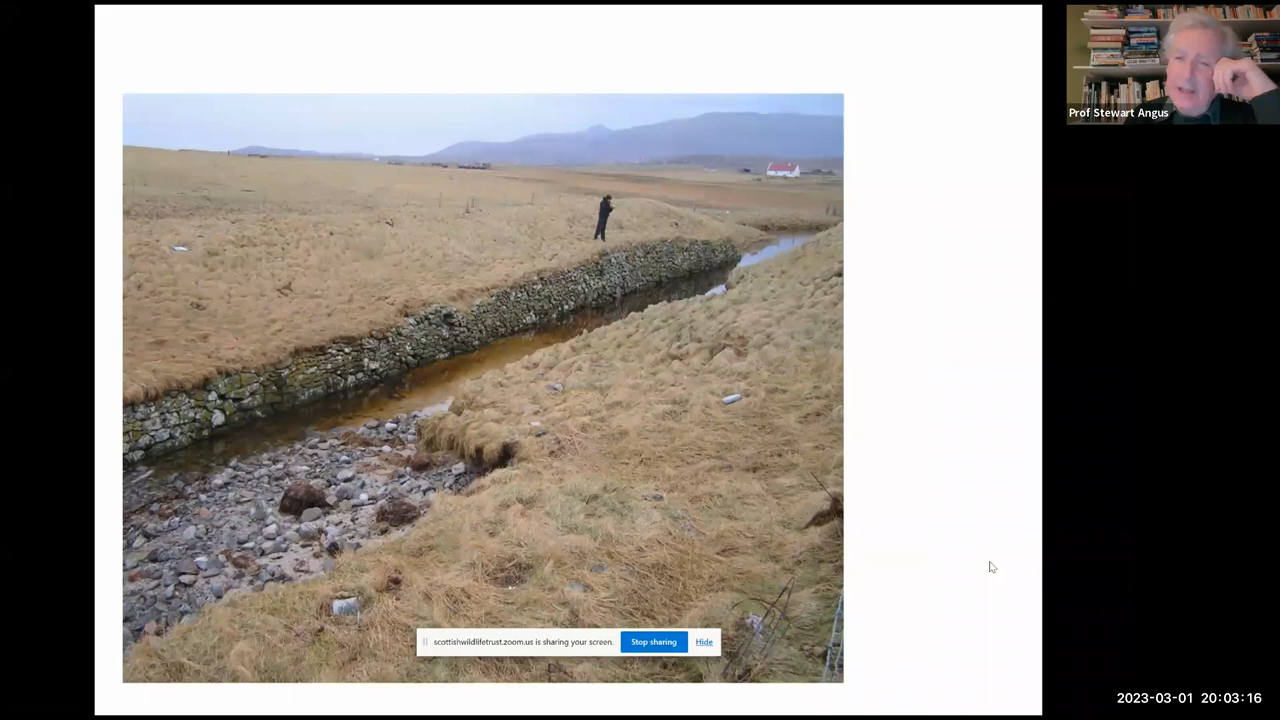 Prof Stewart Angus
scottishwildlifetrust.zoom.us is sharing your screen. Stop sharing Hide
2023-03-01 20:03:16